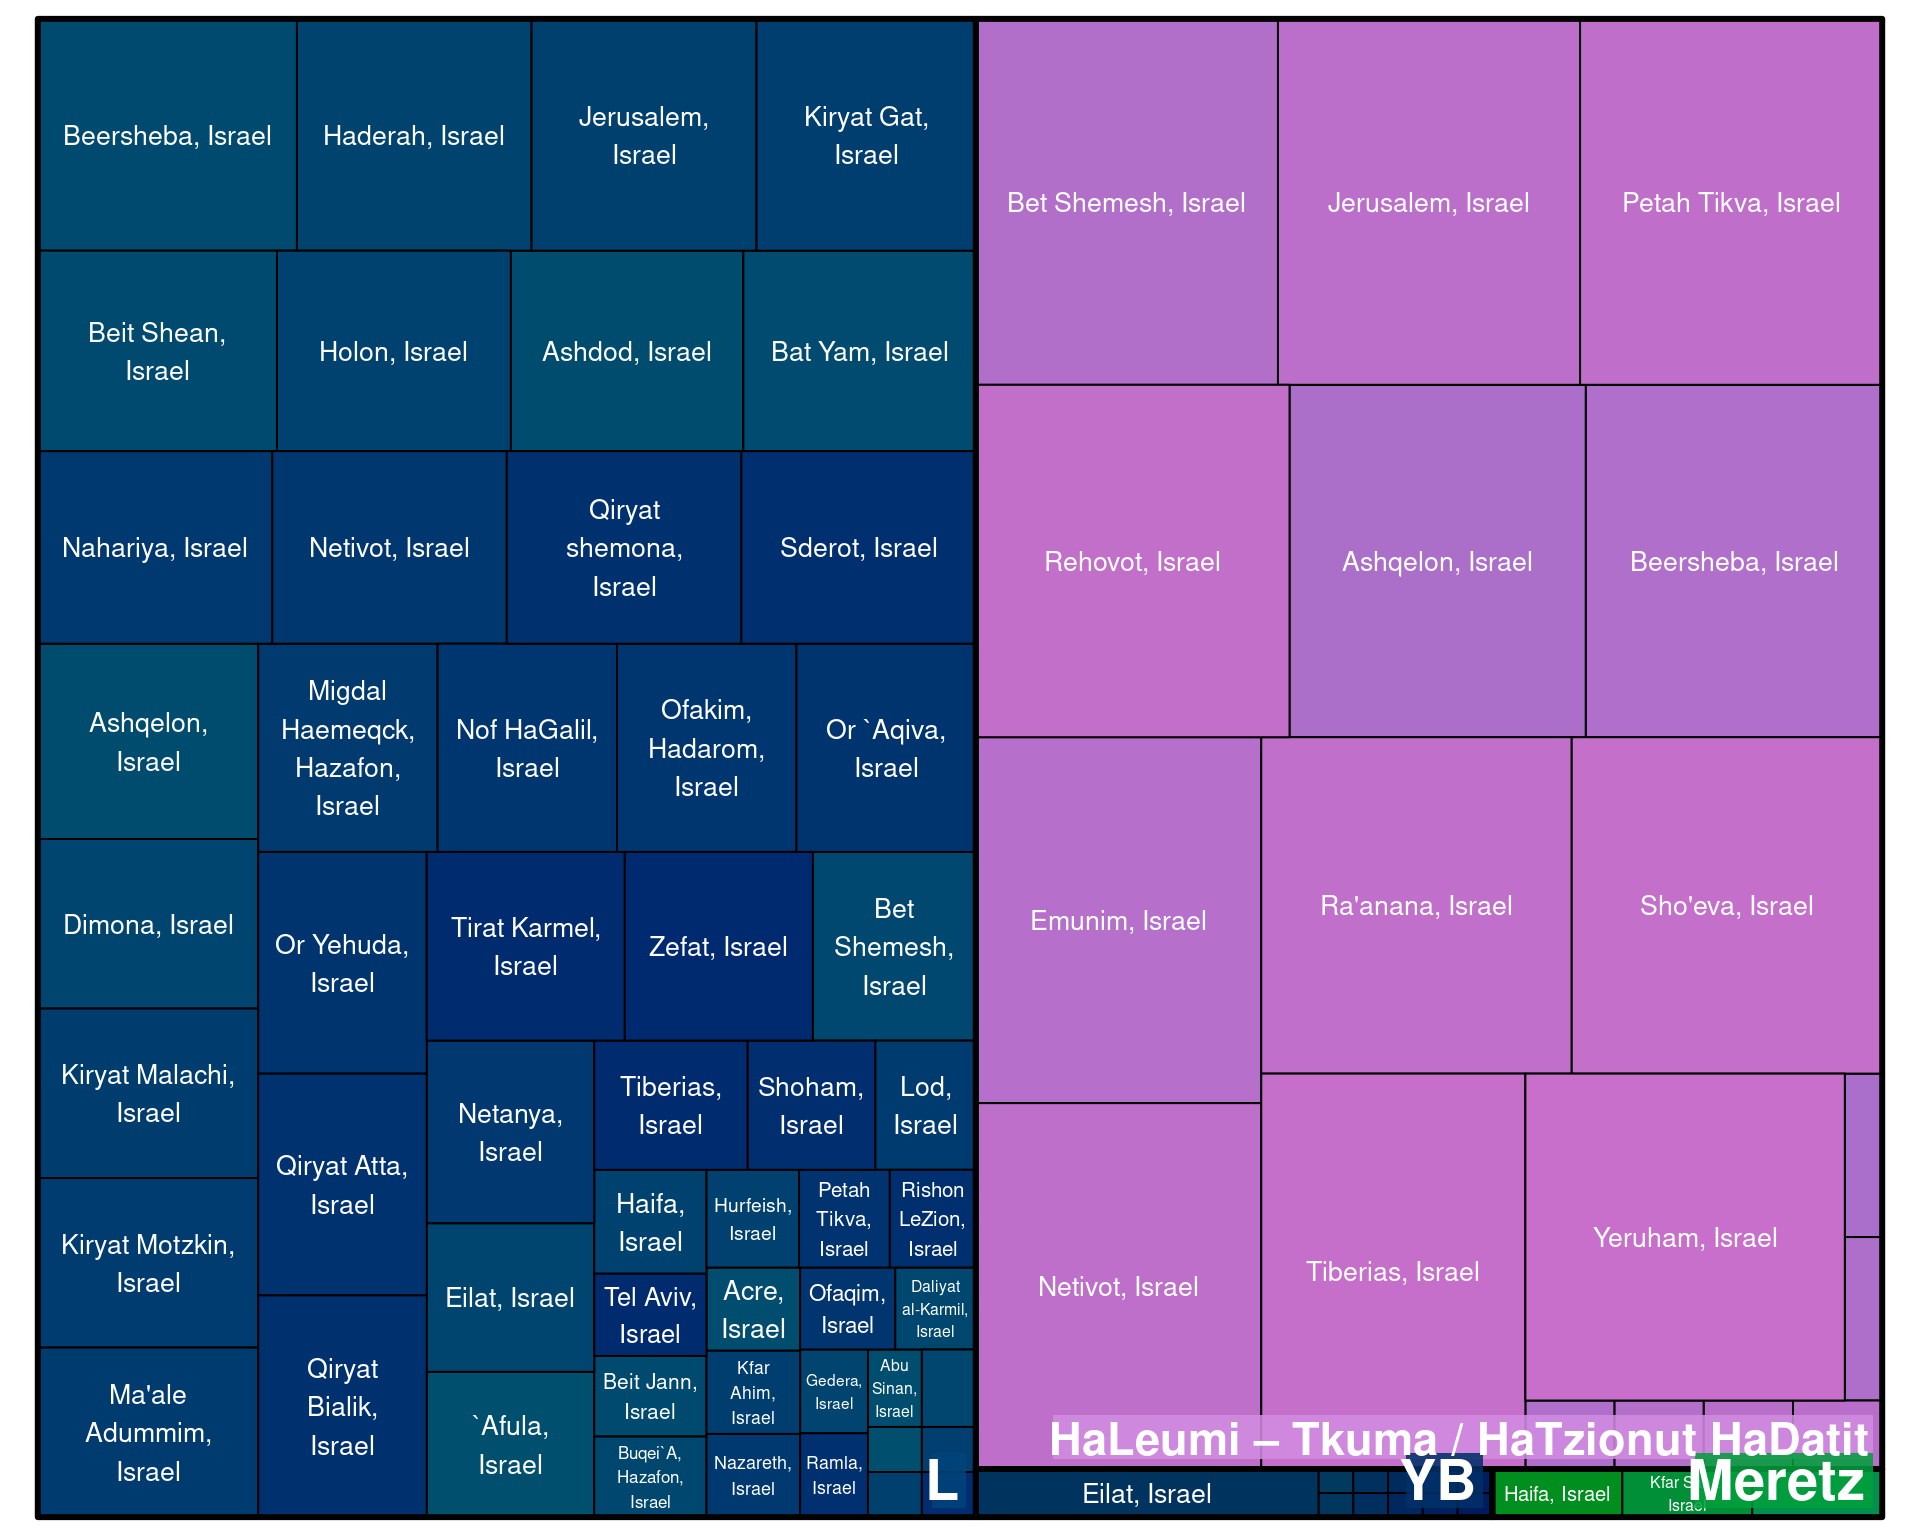 Beersheba, Israel
Haderah, Israel
Jerusalem,
Israel
Kiryat Gat,
Israel
Beit Shean,
Israel
Holon, Israel
Ashdod, Israel
Bat Yam, Israel
Nahariya, Israel
Netivot, Israel
Qiryat
shemona,
Israel
Sderot, Israel
Ashqelon,
Israel
Migdal
Haemeqck,
Hazafon,
Israel
Nof HaGalil,
Israel
Ofakim,
Hadarom,
Israel
Or `Aqiva,
Israel
Dimona, Israel
Or Yehuda,
Israel
Tirat Karmel,
Israel
Zefat, Israel
Bet
Shemesh,
Israel
Kiryat Malachi,
Israel
Qiryat Atta,
Israel
Netanya,
Israel
Tiberias,
Israel
Shoham,
Israel
Lod,
Israel
Kiryat Motzkin,
Israel
Haifa,
Israel
Hurfeish,
Israel
Petah
Tikva,
Israel
Rishon
LeZion,
Israel
Eilat, Israel
Tel Aviv,
Israel
Acre,
Israel
Ofaqim,
Israel
Daliyat
al-Karmil,
Israel
Ma'ale
Adummim,
Israel
Qiryat
Bialik,
Israel
`Afula,
Israel
Beit Jann,
Israel
Kfar
Ahim,
Israel
Gedera,
Israel
Abu
Sinan,
Israel
Buqei`A,
Hazafon,
Israel
Nazareth,
Israel
Ramla,
Israel
L
Bet Shemesh, Israel
Jerusalem, Israel
Petah Tikva, Israel
Rehovot, Israel
Ashqelon, Israel
Beersheba, Israel
Emunim, Israel
Ra'anana, Israel
Sho'eva, Israel
Netivot, Israel
Tiberias, Israel
Yeruham, Israel
HaLeumi – Tkuma / HaTzionut HaDatit
Eilat, Israel
YB
Haifa, Israel
Kfar
Israel
Meretz